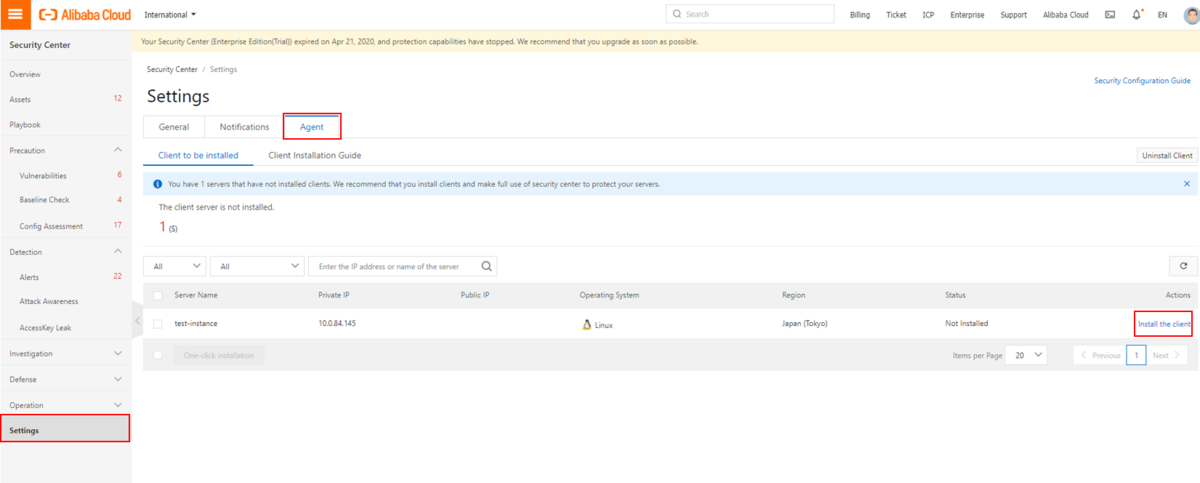 Alibaba Cloud International Search Billing Ticket ICP Enterprise Support Alibaba Cloud EN
Security Center
Your Security Center (Enterprise Edition(Trial)) expired on Apr 21, 2020, and protection capabilities have stopped. We recommend that you upgrade as soon as possible.
Overview
Assets 12
Playbook
Precaution
Vulnerabilities 6
Baseline Check 4
Config Assessment 17
Detection
Alerts 22
Attack Awareness
AccessKey Leak
Investigation
Defense
Operation
Settings
Security Center / Settings
Security Configuration Guide
Settings
General Notifications Agent
Client to be installed Client Installation Guide Uninstall Client
You have 1 servers that have not installed clients. We recommend that you install clients and make full use of security center to protect your servers.
The client server is not installed.
1 (S)
All All Enter the IP address or name of the server
Server Name Private IP Public IP Operating System Region Status Actions
test-instance 10.0.84.145 Linux Japan (Tokyo) Not Installed Install the client
One-click installation Items per Page 20 Previous 1 Next